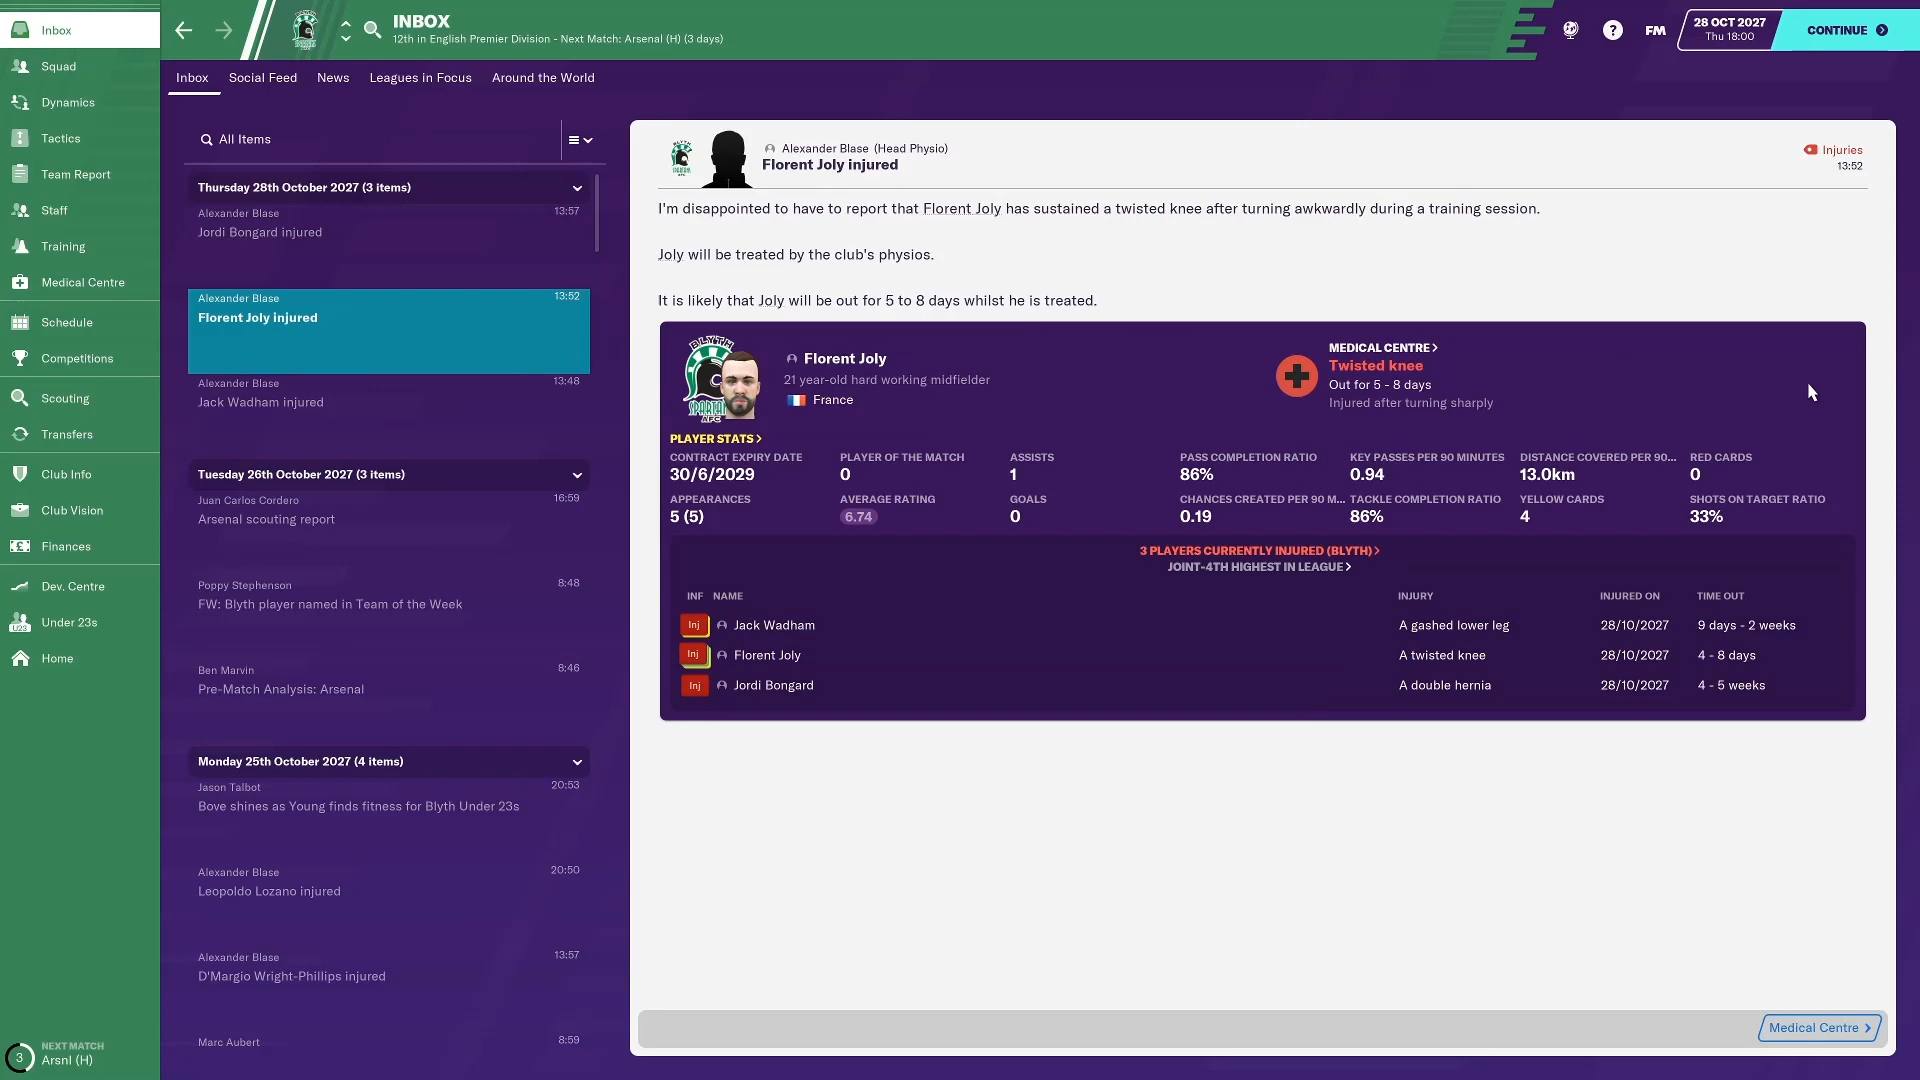 Inbox
Squad
Dynamics
Tactics
Team Report
Staff
Training
Medical Centre
Schedule
Competitions
Scouting
Transfers
Club Info
Club Vision
Finances
Dev. Centre
U23
Under 23s
Home
3
NEXT MATCH
Arsnl (H)
INBOX
12th in English Premier Division - Next Match: Arsenal (H) (3 days)
?
FM
28 OCT 2027
Thu 18:00
CONTINUE
Inbox Social Feed News Leagues in Focus Around the World
All Items
Thursday 28th October 2027 (3 items)
Alexander Blase 13:57
Jordi Bongard injured
Alexander Blase 13:52
Florent Joly injured
Alexander Blase 13:48
Jack Wadham injured
Tuesday 26th October 2027 (3 items)
Juan Carlos Cordero 16:59
Arsenal scouting report
Poppy Stephenson 8:48
FW: Blyth player named in Team of the Week
Ben Marvin 8:46
Pre-Match Analysis: Arsenal
Monday 25th October 2027 (4 items)
Jason Talbot 20:53
Bove shines as Young finds fitness for Blyth Under 23s
Alexander Blase 20:50
Leopoldo Lozano injured
Alexander Blase 13:57
D'Margio Wright-Phillips injured
Marc Aubert 8:59
Alexander Blase (Head Physio)
Florent Joly injured
Injuries
13:52
I'm disappointed to have to report that Florent Joly has sustained a twisted knee after turning awkwardly during a training session.
Joly will be treated by the club's physios.
It is likely that Joly will be out for 5 to 8 days whilst he is treated.
BLYTH
SPARTAN
AFC
Florent Joly
21 year-old hard working midfielder
France
MEDICAL CENTRE >
Twisted knee
Out for 5 - 8 days
Injured after turning sharply
PLAYER STATS >
CONTRACT EXPIRY DATE PLAYER OF THE MATCH ASSISTS PASS COMPLETION RATIO KEY PASSES PER 90 MINUTES DISTANCE COVERED PER 90... RED CARDS
30/6/2029 0 1 86% 0.94 13.0km 0
APPEARANCES AVERAGE RATING GOALS CHANCES CREATED PER 90 M... TACKLE COMPLETION RATIO YELLOW CARDS SHOTS ON TARGET RATIO
5 (5) 6.74 0 0.19 86% 4 33%
3 PLAYERS CURRENTLY INJURED (BLYTH) >
JOINT-4TH HIGHEST IN LEAGUE >
INF NAME INJURY INJURED ON TIME OUT
Inj Jack Wadham A gashed lower leg 28/10/2027 9 days - 2 weeks
Inj Florent Joly A twisted knee 28/10/2027 4 - 8 days
Inj Jordi Bongard A double hernia 28/10/2027 4 - 5 weeks
Medical Centre >